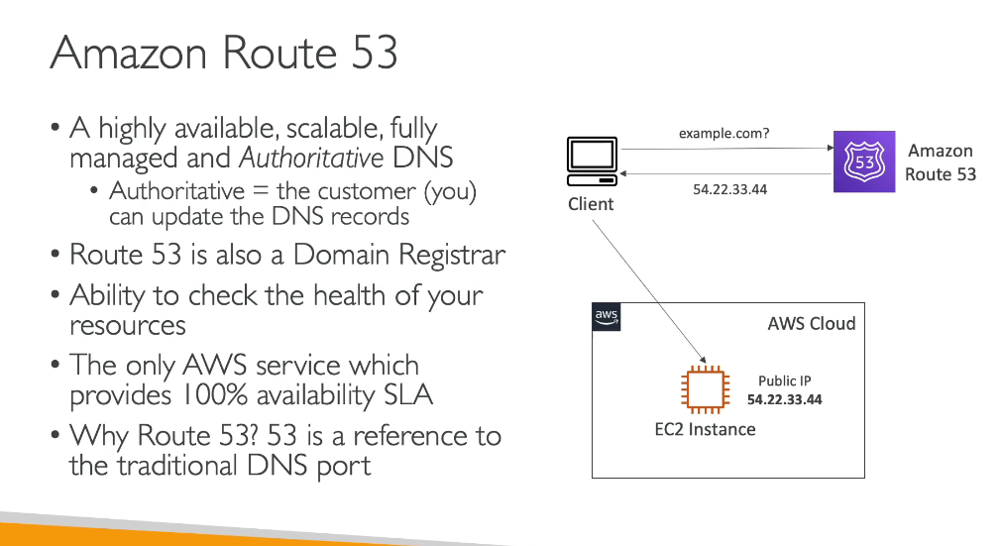 Amazon Route 53
• A highly available, scalable, fully
managed and Authoritative DNS
• Authoritative = the customer (you)
can update the DNS records
• Route 53 is also a Domain Registrar
• Ability to check the health of your
resources
• The only AWS service which
provides 100% availability SLA
• Why Route 53? 53 is a reference to
the traditional DNS port
example.com?
53
Amazon
Route 53
54.22.33.44
Client
aws
AWS Cloud
Public IP
54.22.33.44
EC2 Instance